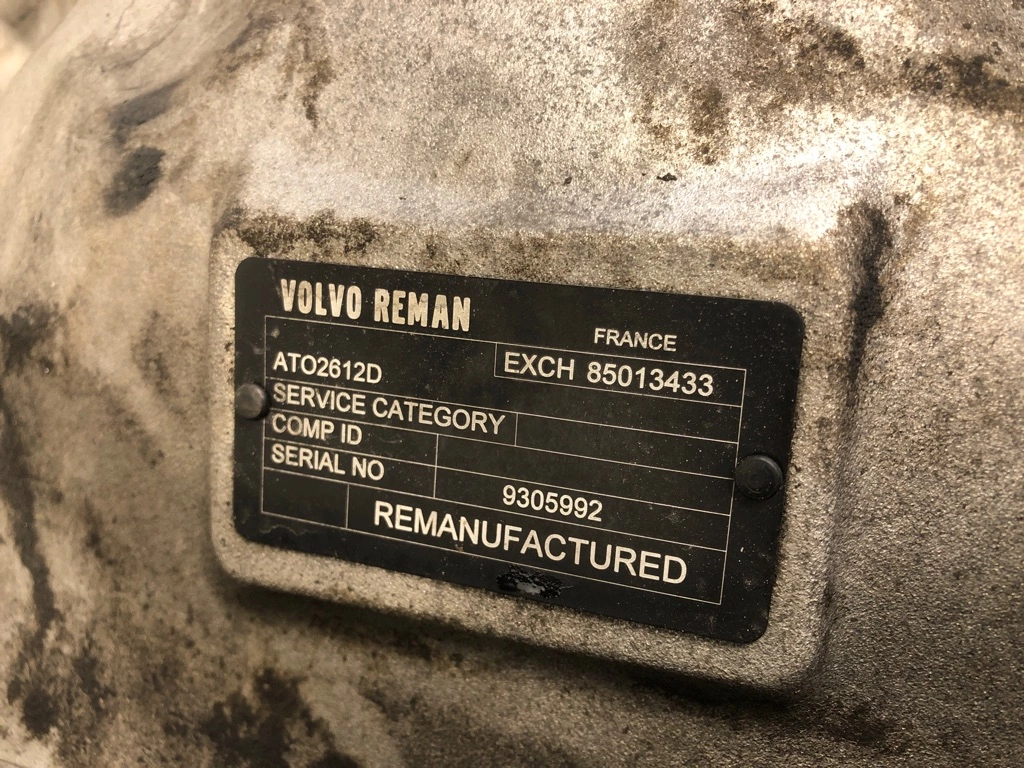 VOLVO REMAN
FRANCE
ATO2612D
EXCH 85013433
SERVICE CATEGORY
COMP ID
SERIAL NO
9305992
REMANUFACTURED